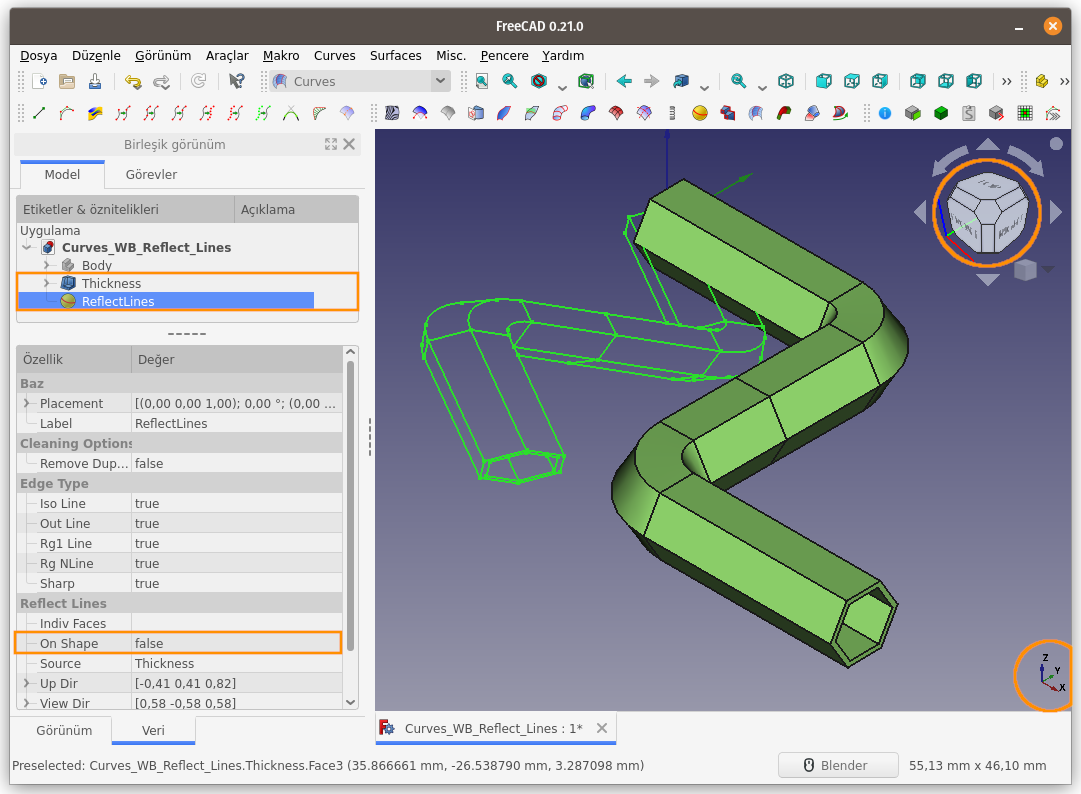 FreeCAD 0.21.0
Dosya Düzenle Görünüm Araçlar Makro Curves Surfaces Misc. Pencere Yardım
Curves
Birleşik görünüm
Model Görevler
Etiketler & öznitelikleri Açıklama
Uygulama
Curves_WB_Reflect_Lines
Body
Thickness
ReflectLines
Özellik Değer
Baz
Placement [(0,00 0,00 1,00); 0,00 °; (0,00 ...
Label ReflectLines
Cleaning Options
Remove Dup... false
Edge Type
Iso Line true
Out Line true
Rg1 Line true
Rg NLine true
Sharp true
Reflect Lines
Indiv Faces
On Shape false
Source Thickness
Up Dir [-0,41 0,41 0,82]
View Dir [0,58 -0,58 0,58]
Görünüm Veri
Z
Y
X
Curves_WB_Reflect_Lines : 1*
Preselected: Curves_WB_Reflect_Lines.Thickness.Face3 (35.866661 mm, -26.538790 mm, 3.287098 mm) Blender 55,13 mm x 46,10 mm